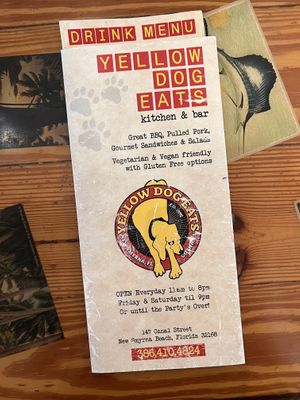 DRINK MENU
YELLOW
DOG
EATS
kitchen & bar
Great BBQ, Pulled Pork,
Gourmet Sandwiches & Salads
Vegetarian & Vegan friendly
with Gluten Free options
YELLOW DOG EATS
OPEN Everyday 11am to 8pm
Friday & Saturday til 9pm
Or until the Party's Over!
147 Canal Street
New Smyrna Beach, Florida 32168
386.410.4824